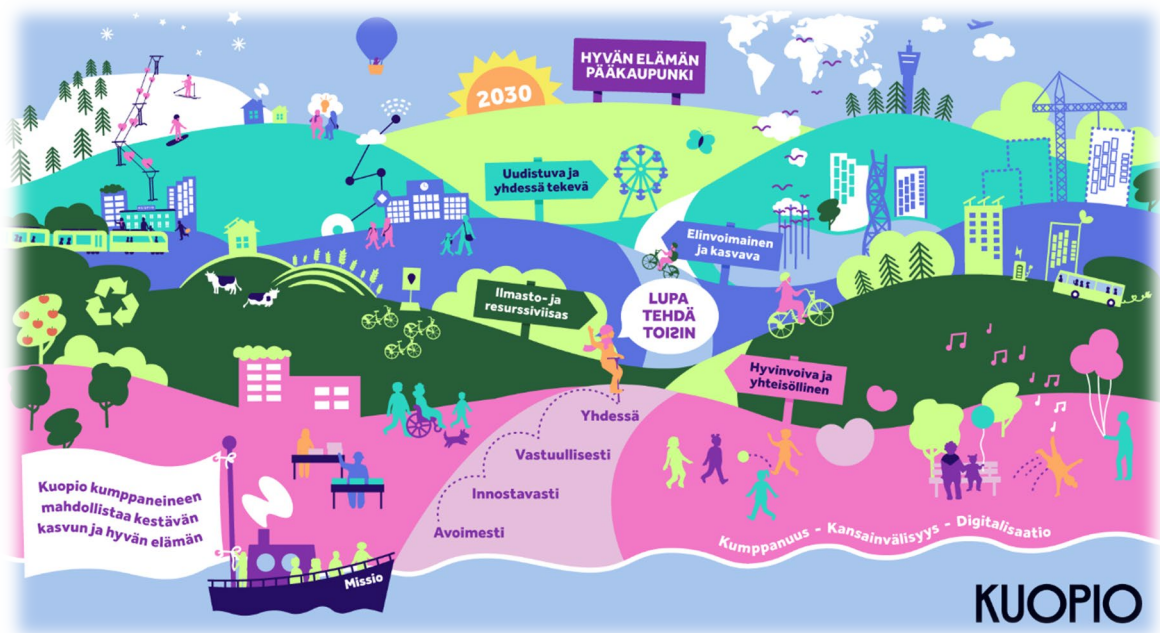 HYVÄN ELÄMÄN
PÄÄKAUPUNKI
2030
Uudistuva ja
yhdessä tekevä
Elinvoimainen
ja kasvava
Ilmasto- ja
resurssiviisas
LUPA
TEHDÄ
TOISIN
Hyvinvoiva ja
yhteisöllinen
Yhdessä
Vastuullisesti
Innostavasti
Avoimesti
Kuopio kumppaneineen
mahdollistaa kestävän
kasvun ja hyvän elämän
Missio
Kumppanuus - Kansainvälisyys - Digitalisaatio
KUOPIO